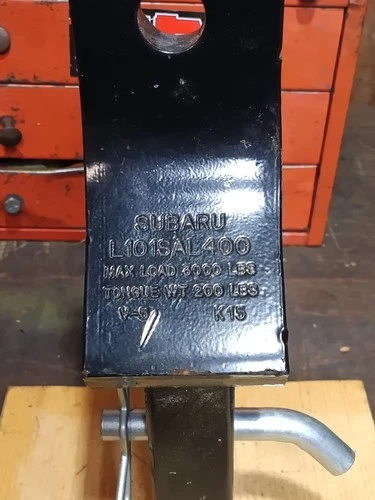 SUBARU
L101SAL400
MAX LOAD 3000 LBS
TONGUE WT 200 LBS
V-5 K15